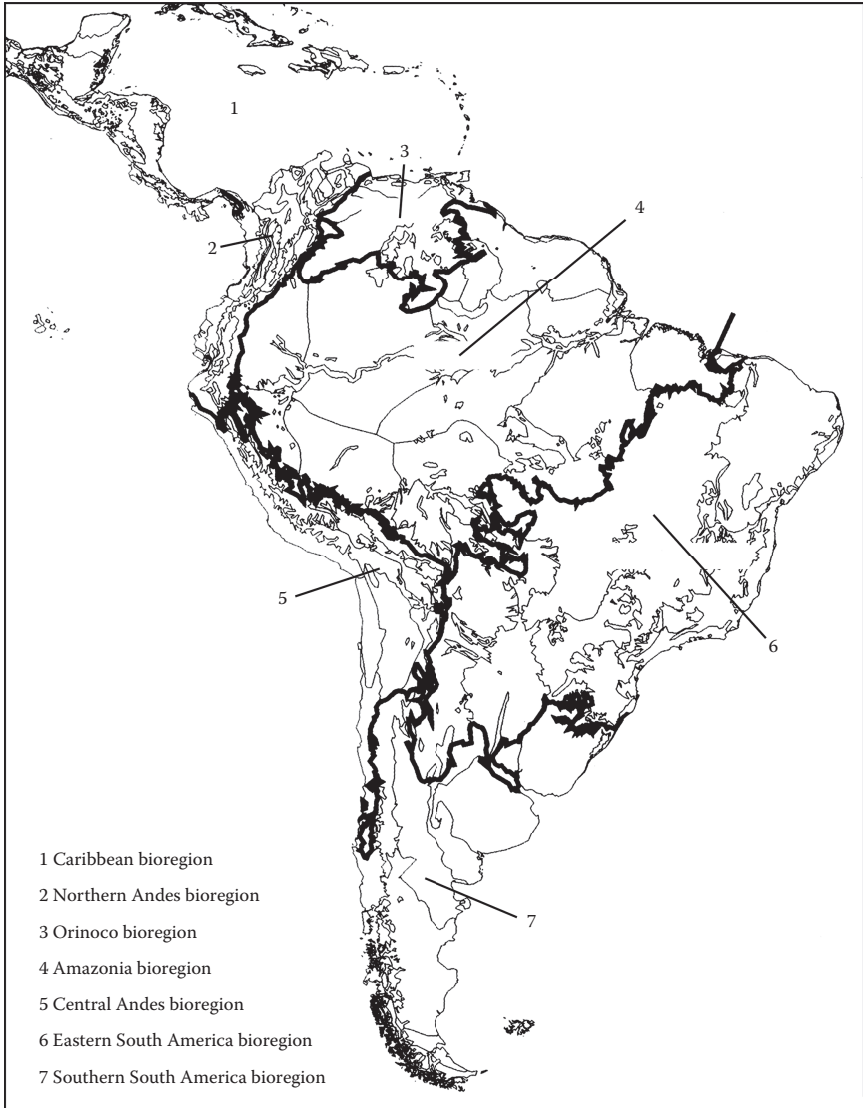 1
3
4
2
5
6
1 Caribbean bioregion
2 Northern Andes bioregion
3 Orinoco bioregion
7
4 Amazonia bioregion
5 Central Andes bioregion
6 Eastern South America bioregion
7 Southern South America bioregion